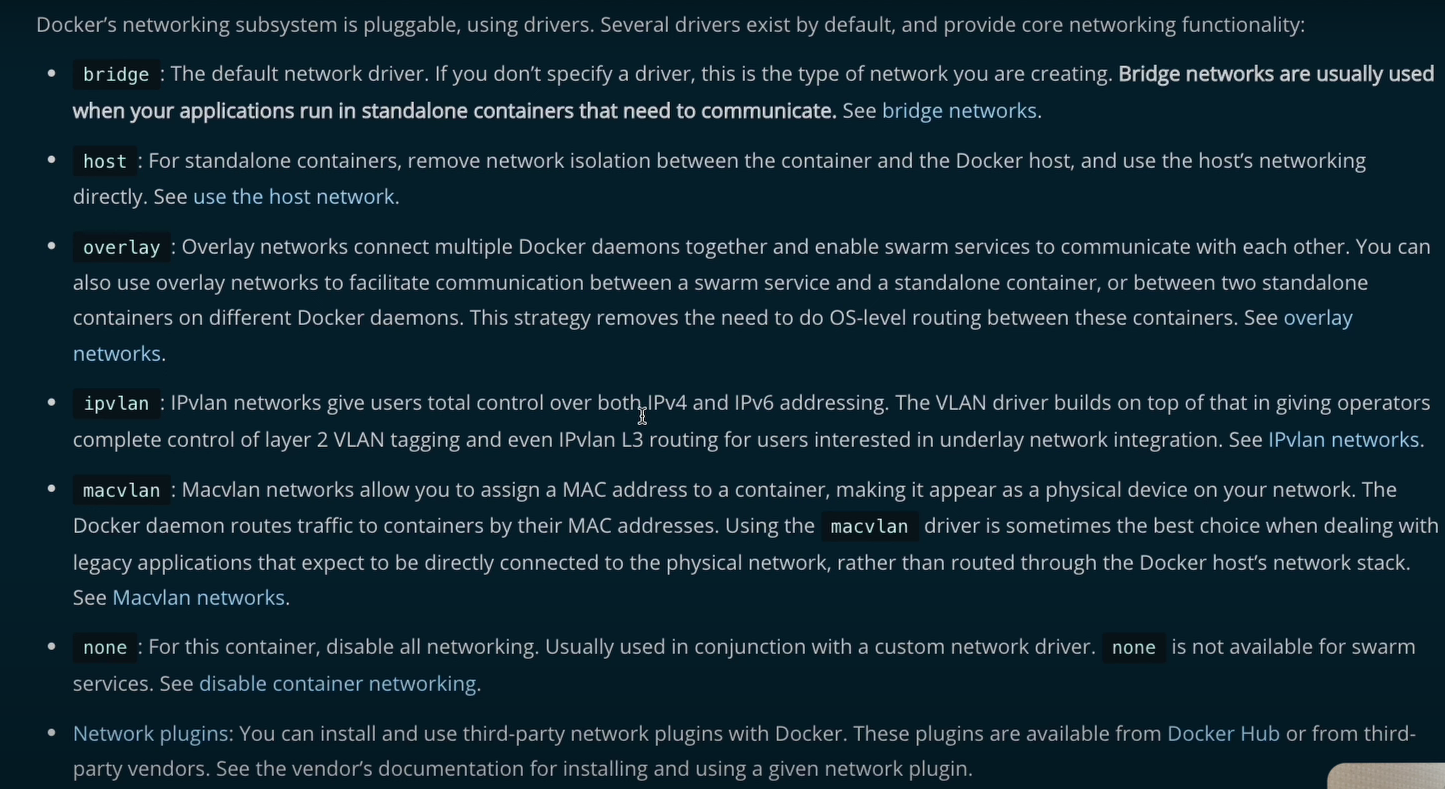 Docker’s networking subsystem is pluggable, using drivers. Several drivers exist by default, and provide core networking functionality:
• bridge : The default network driver. If you don’t specify a driver, this is the type of network you are creating. Bridge networks are usually used
when your applications run in standalone containers that need to communicate. See bridge networks.
• host : For standalone containers, remove network isolation between the container and the Docker host, and use the host’s networking
directly. See use the host network.
• overlay : Overlay networks connect multiple Docker daemons together and enable swarm services to communicate with each other. You can
also use overlay networks to facilitate communication between a swarm service and a standalone container, or between two standalone
containers on different Docker daemons. This strategy removes the need to do OS-level routing between these containers. See overlay
networks.
• ipvlan : IPvlan networks give users total control over both IPv4 and IPv6 addressing. The VLAN driver builds on top of that in giving operators
complete control of layer 2 VLAN tagging and even IPvlan L3 routing for users interested in underlay network integration. See IPvlan networks.
• macvlan : Macvlan networks allow you to assign a MAC address to a container, making it appear as a physical device on your network. The
Docker daemon routes traffic to containers by their MAC addresses. Using the macvlan driver is sometimes the best choice when dealing with
legacy applications that expect to be directly connected to the physical network, rather than routed through the Docker host’s network stack.
See Macvlan networks.
• none : For this container, disable all networking. Usually used in conjunction with a custom network driver. none is not available for swarm
services. See disable container networking.
• Network plugins: You can install and use third-party network plugins with Docker. These plugins are available from Docker Hub or from third-
party vendors. See the vendor’s documentation for installing and using a given network plugin.